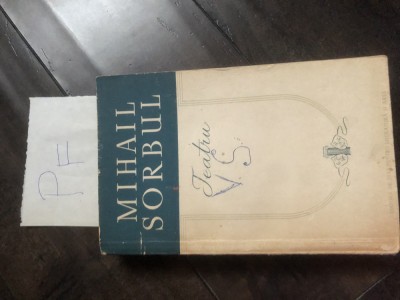 MIHAIL
SORBUL
Teatru
V. S.
PF